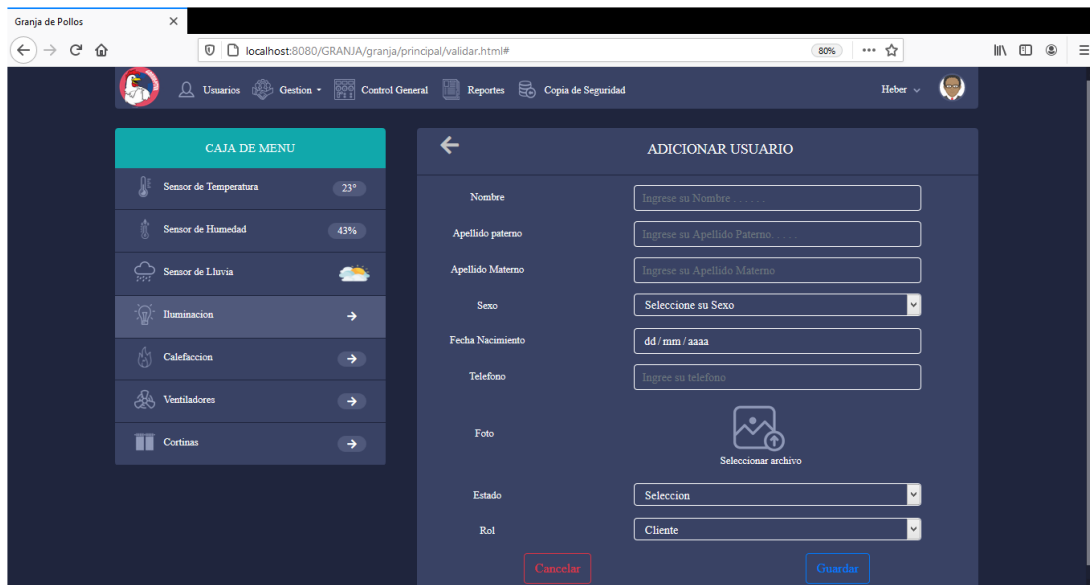 Granja de Pollos
localhost:8080/GRANJA/granja/principal/validar.html#
80%
Usuarios Gestion Control General Reportes Copia de Seguridad Heber
CAJA DE MENU
Sensor de Temperatura 23°
Sensor de Humedad 43%
Sensor de Lluvia
Iluminacion
Calefaccion
Ventiladores
Cortinas
ADICIONAR USUARIO
Nombre Ingrese su Nombre . . . . . .
Apellido paterno Ingrese su Apellido Paterno. . . . .
Apellido Materno Ingrese su Apellido Materno
Sexo Seleccione su Sexo
Fecha Nacimiento dd / mm / aaaa
Telefono Ingree su telefono
Foto
Seleccionar archivo
Estado Seleccion
Rol Cliente
Cancelar Guardar